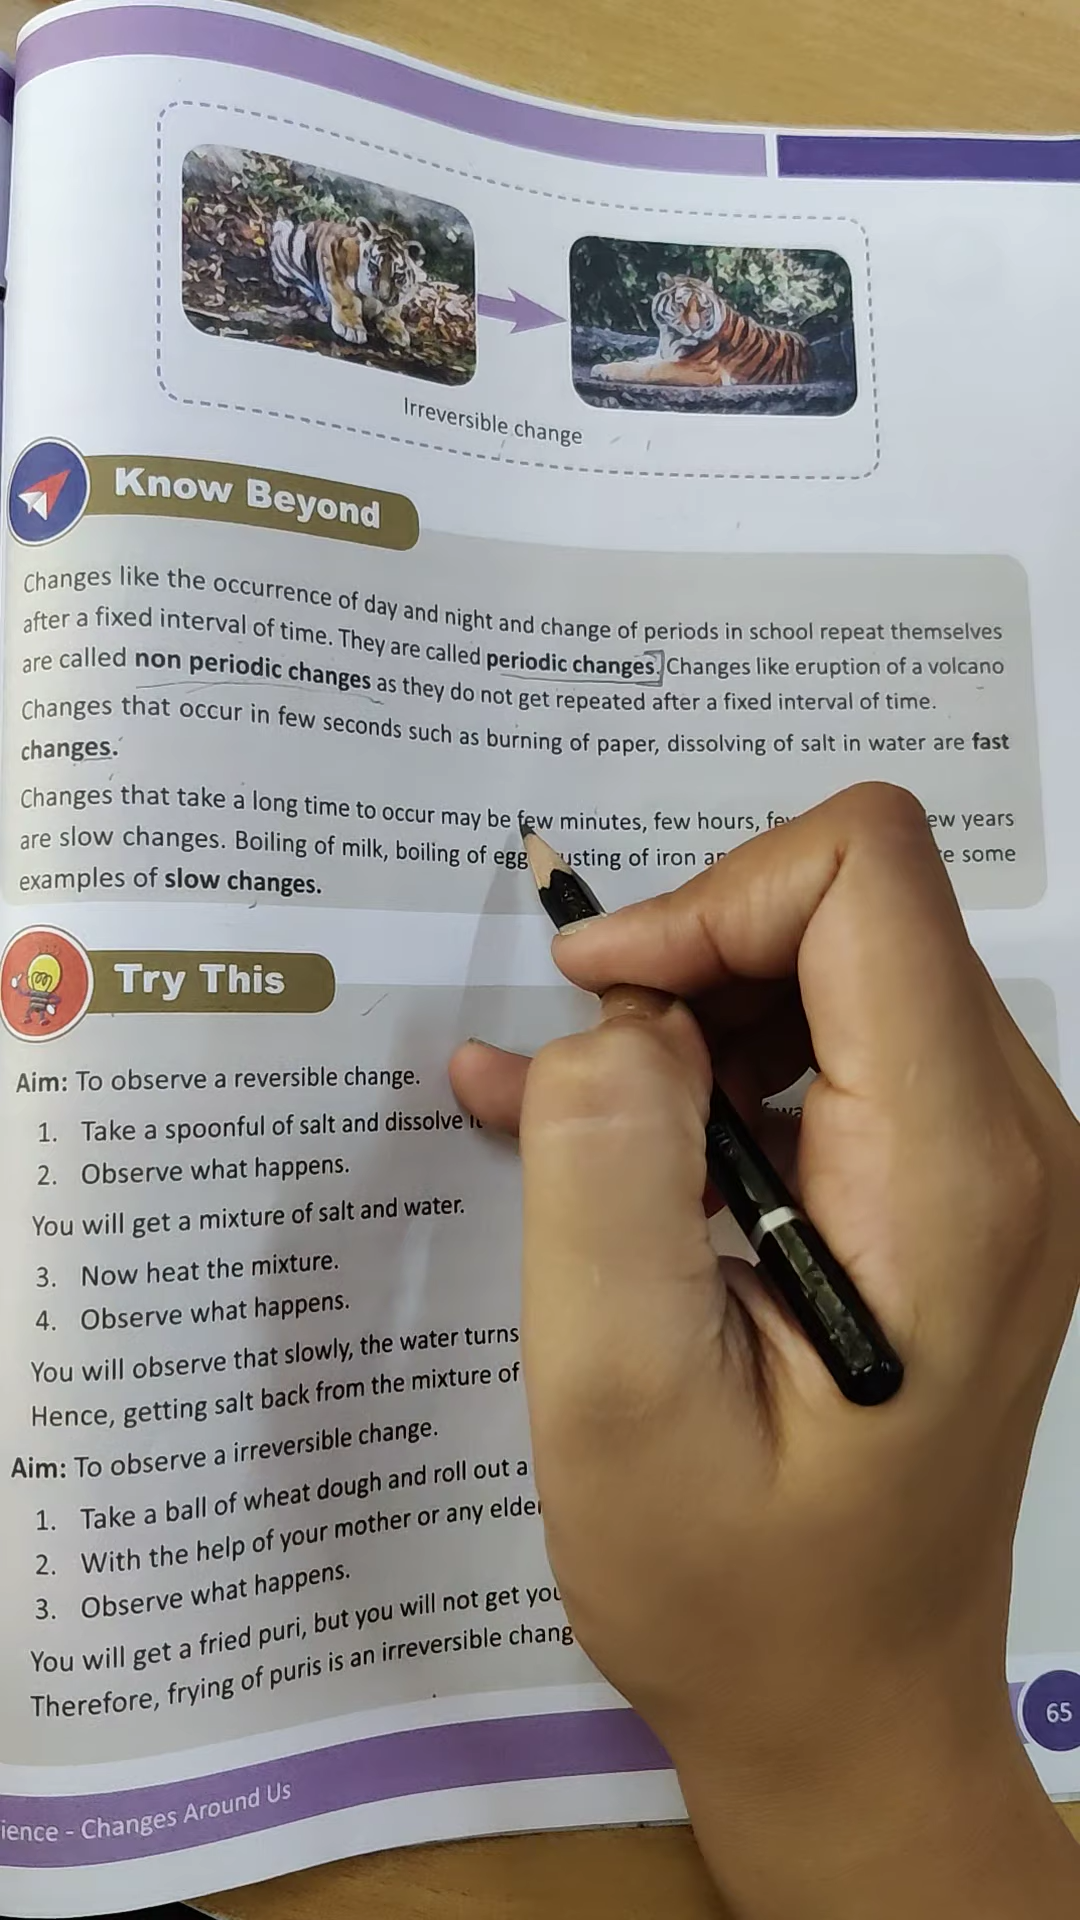 Irreversible change
Know Beyond
Changes like the occurrence of day and night and change of periods in school repeat themselves
after a fixed interval of time. They are called periodic changes. Changes like eruption of a volcano
are called non periodic changes as they do not get repeated after a fixed interval of time.
Changes that occur in few seconds such as burning of paper, dissolving of salt in water are fast
changes.
Changes that take a long time to occur may be few minutes, few hours, years
are slow changes. Boiling of milk, boiling of of iron some
examples of slow changes.
Try This
Aim: To observe a reversible change.
1. Take a spoonful of salt and dissolve
2. Observe what happens.
You will get a mixture of salt and water.
3. Now heat the mixture.
4. Observe what happens.
You will observe that slowly, the water turns
Hence, getting salt back from the mixture of
Aim: To observe a irreversible change.
1. Take a ball of wheat dough and roll out a
2. With the help of your mother or any
3. Observe what happens.
You will get a fried puri, but you will not get
Therefore, frying of puris is an irreversible
65
- Changes Around Us